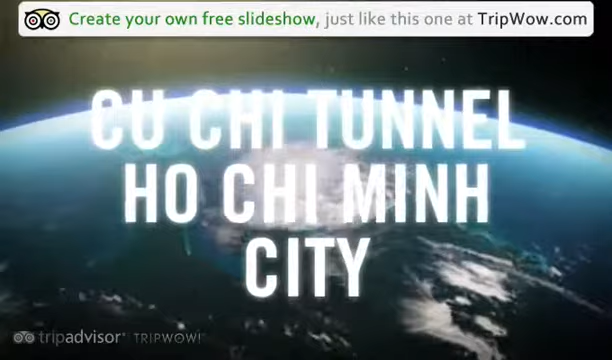 Create your own free slideshow, just like this one at TripWow.com
CU CHI TUNNEL
HO CHI MINH
CITY
tripadvisor® TRIPWOW!